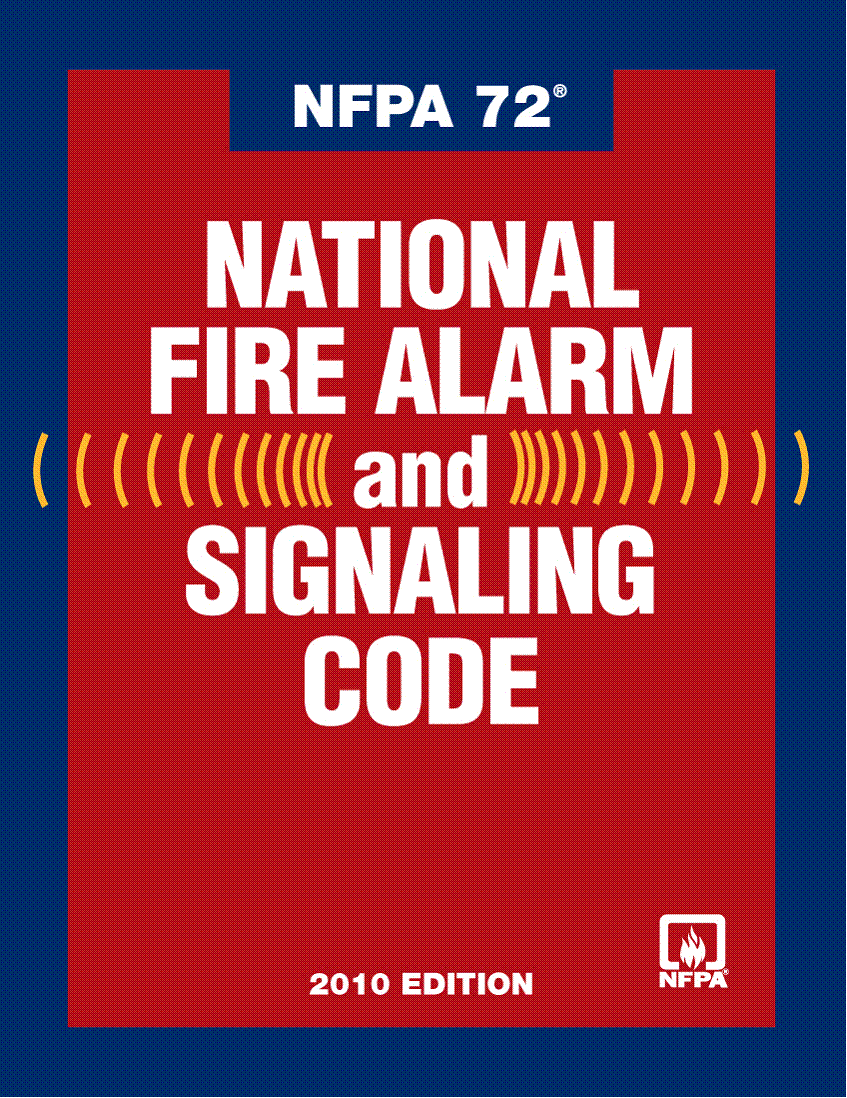 NFPA 72®
NATIONAL
FIRE ALARM
and
SIGNALING
CODE
2010 EDITION
NFPA®